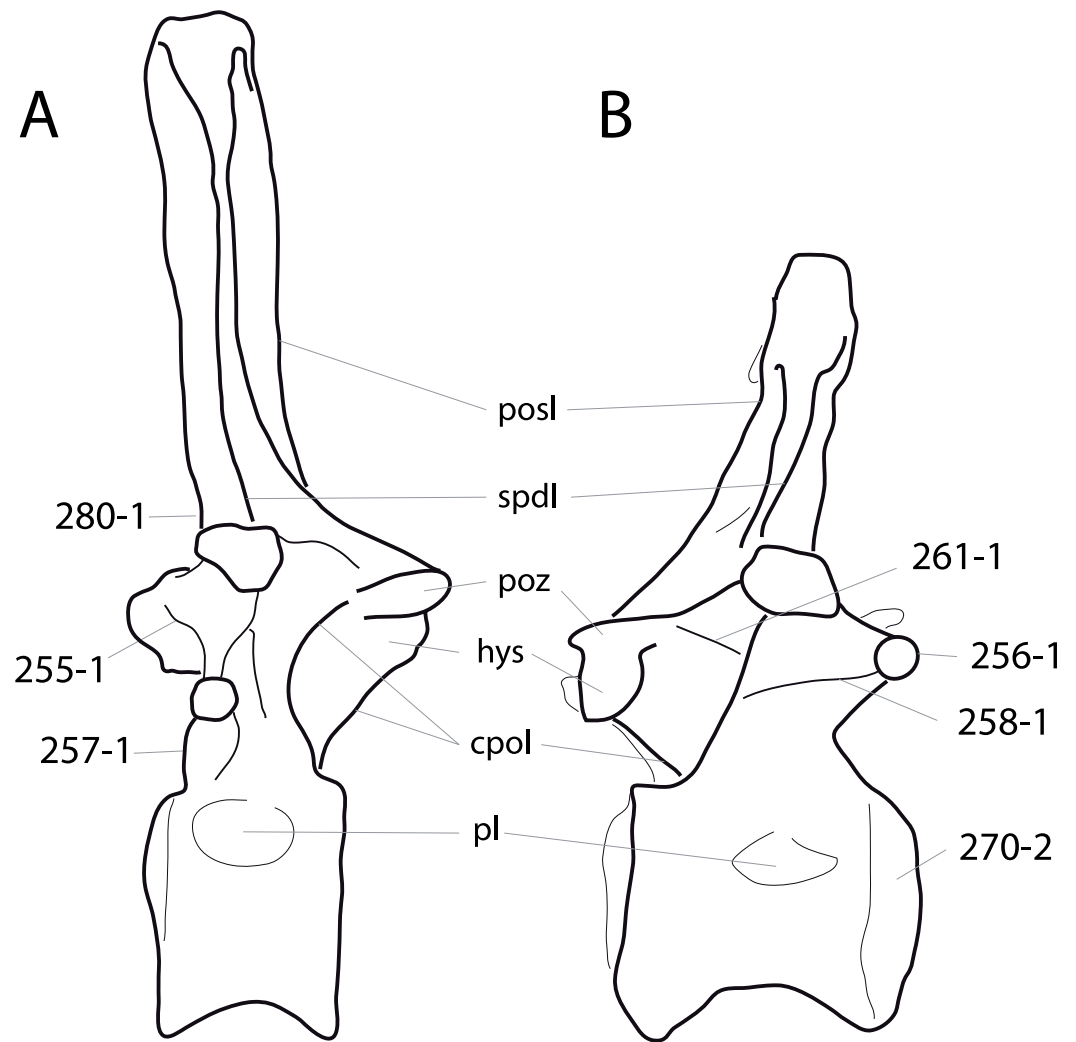 A
B
posl
spdl
280-1
261-1
poz
hys
255-1
256-1
258-1
cpol
257-1
pl
270-2